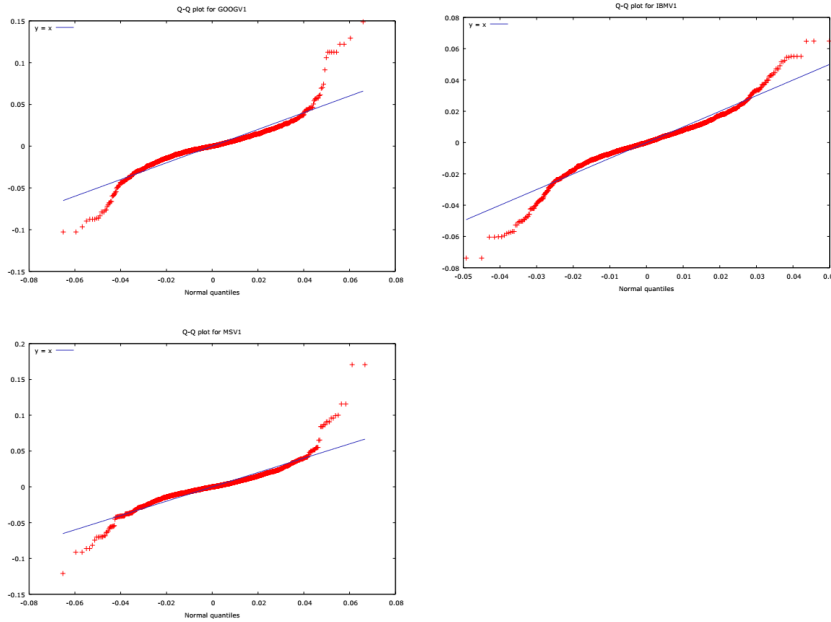 Q-Q plot for GOOGV1
y = x
0.15
0.1
0.05
0
-0.05
-0.1
-0.15
-0.08 -0.06 -0.04 -0.02 0 0.02 0.04 0.06 0.08
Normal quantiles
Q-Q plot for IBMV1
y = x
0.08
0.06
0.04
0.02
0
-0.02
-0.04
-0.06
-0.08
-0.05 -0.04 -0.03 -0.02 -0.01 0 0.01 0.02 0.03 0.04 0.05
Normal quantiles
Q-Q plot for MSV1
y = x
0.2
0.15
0.1
0.05
0
-0.05
-0.1
-0.15
-0.08 -0.06 -0.04 -0.02 0 0.02 0.04 0.06 0.08
Normal quantiles